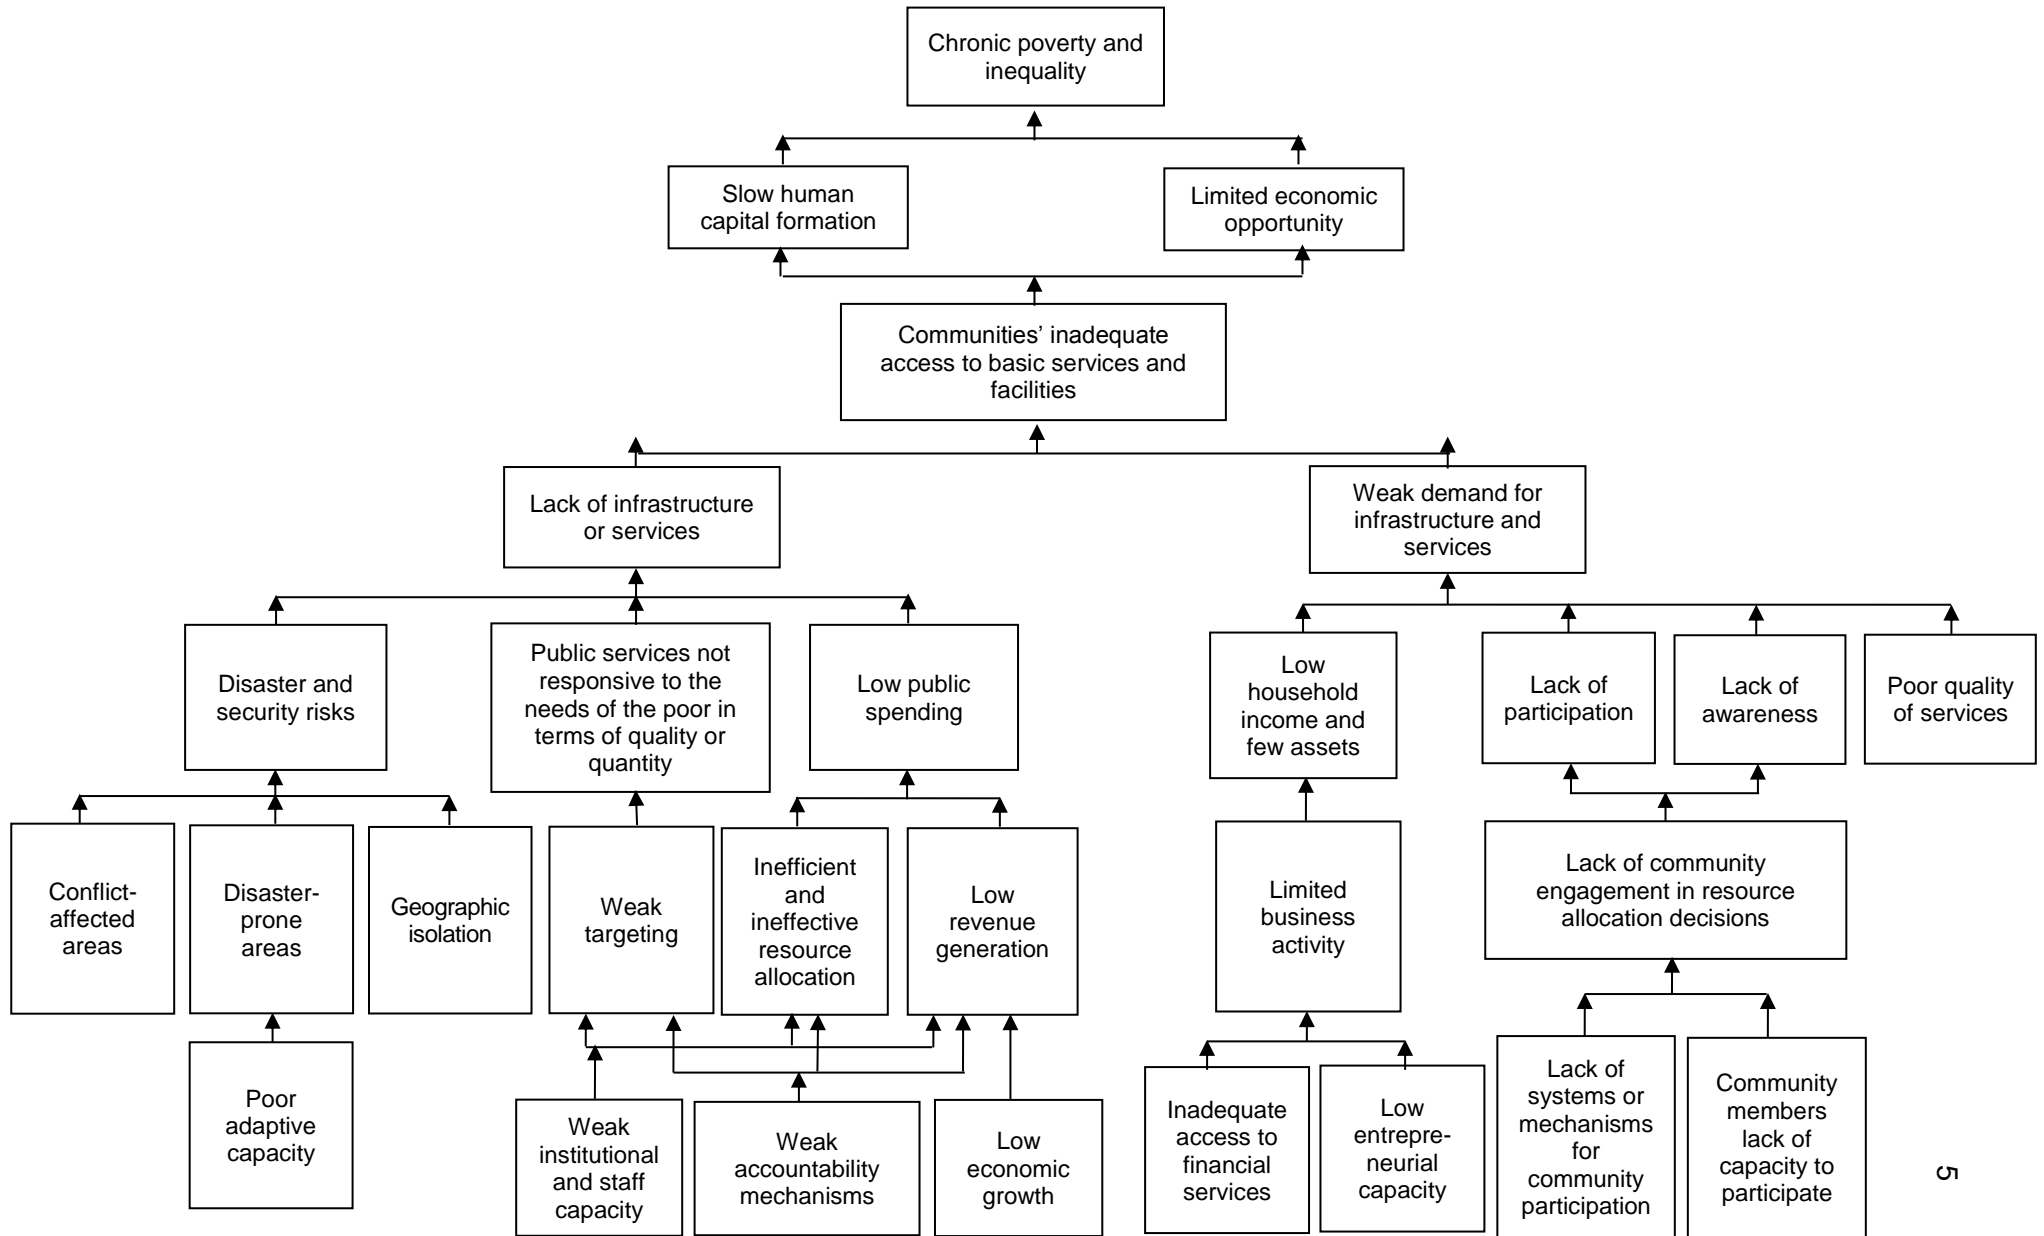 Chronic poverty and
inequality
Slow human
capital formation
Limited economic
opportunity
Communities’ inadequate
access to basic services and
facilities
Lack of infrastructure
or services
Weak demand for
infrastructure and
services
Disaster and
security risks
Public services not
responsive to the
needs of the poor in
terms of quality or
quantity
Low public
spending
Low
household
income and
few assets
Lack of
participation
Lack of
awareness
Poor quality
of services
Conflict-
affected
areas
Disaster-
prone
areas
Geographic
isolation
Weak
targeting
Inefficient
and
ineffective
resource
allocation
Low
revenue
generation
Limited
business
activity
Lack of community
engagement in resource
allocation decisions
Poor
adaptive
capacity
Weak
institutional
and staff
capacity
Weak
accountability
mechanisms
Low
economic
growth
Inadequate
access to
financial
services
Low
entrepre-
neurial
capacity
Lack of
systems or
mechanisms
for
community
participation
Community
members
lack of
capacity to
participate
5